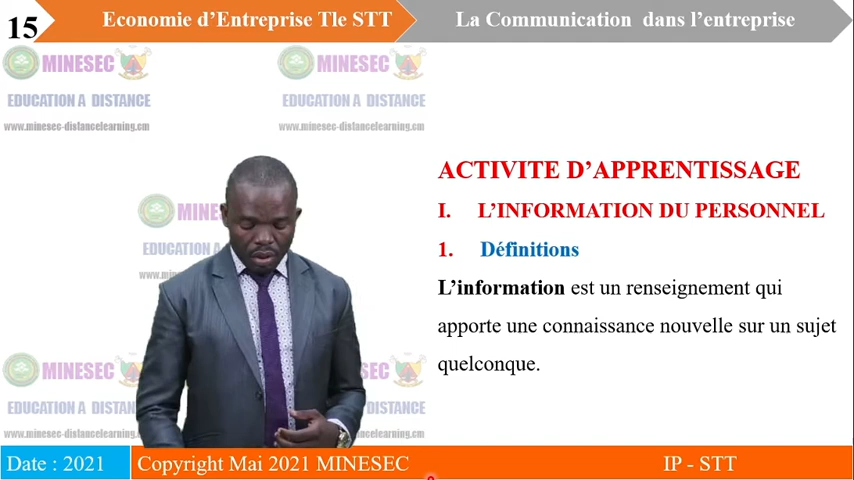 15
Economie d’Entreprise Tle STT
La Communication dans l’entreprise
MINESEC
MINESEC
EDUCATION A DISTANCE
EDUCATION A DISTANCE
www.minesec-distancelearning.cm
www.minesec-distancelearning.cm
ACTIVITE D’APPRENTISSAGE
I. L’INFORMATION DU PERSONNEL
1. Définitions
L’information est un renseignement qui
apporte une connaissance nouvelle sur un sujet
quelconque.
MINESEC
EDUCATION A DISTAN
DISTANCE
www.minesec-distancelearning.cm
Date : 2021
Copyright Mai 2021 MINESEC
IP - STT